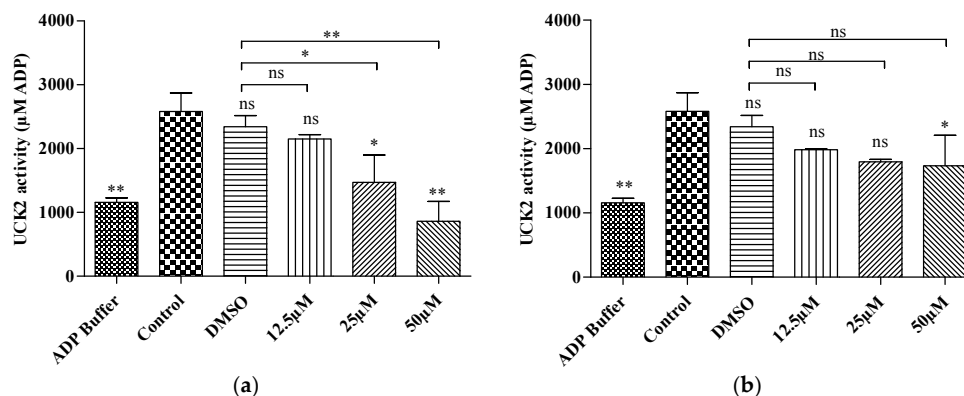 4000
3000
2000
1000
0
UCK2 activity (µM ADP)
**
*
ns
ns
ns
*
**
**
ADP Buffer
Control
DMSO
12.5µM
25µM
50µM
(a)
4000
3000
2000
1000
0
UCK2 activity (µM ADP)
ns
ns
ns
ns
ns
ns
*
**
ADP Buffer
Control
DMSO
12.5µM
25µM
50µM
(b)